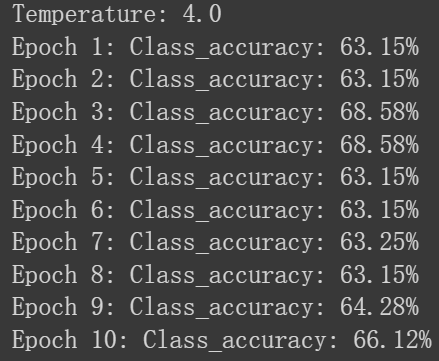 Temperature: 4.0
Epoch 1: Class_accuracy: 63.15%
Epoch 2: Class_accuracy: 63.15%
Epoch 3: Class_accuracy: 68.58%
Epoch 4: Class_accuracy: 68.58%
Epoch 5: Class_accuracy: 63.15%
Epoch 6: Class_accuracy: 63.15%
Epoch 7: Class_accuracy: 63.25%
Epoch 8: Class_accuracy: 63.15%
Epoch 9: Class_accuracy: 64.28%
Epoch 10: Class_accuracy: 66.12%